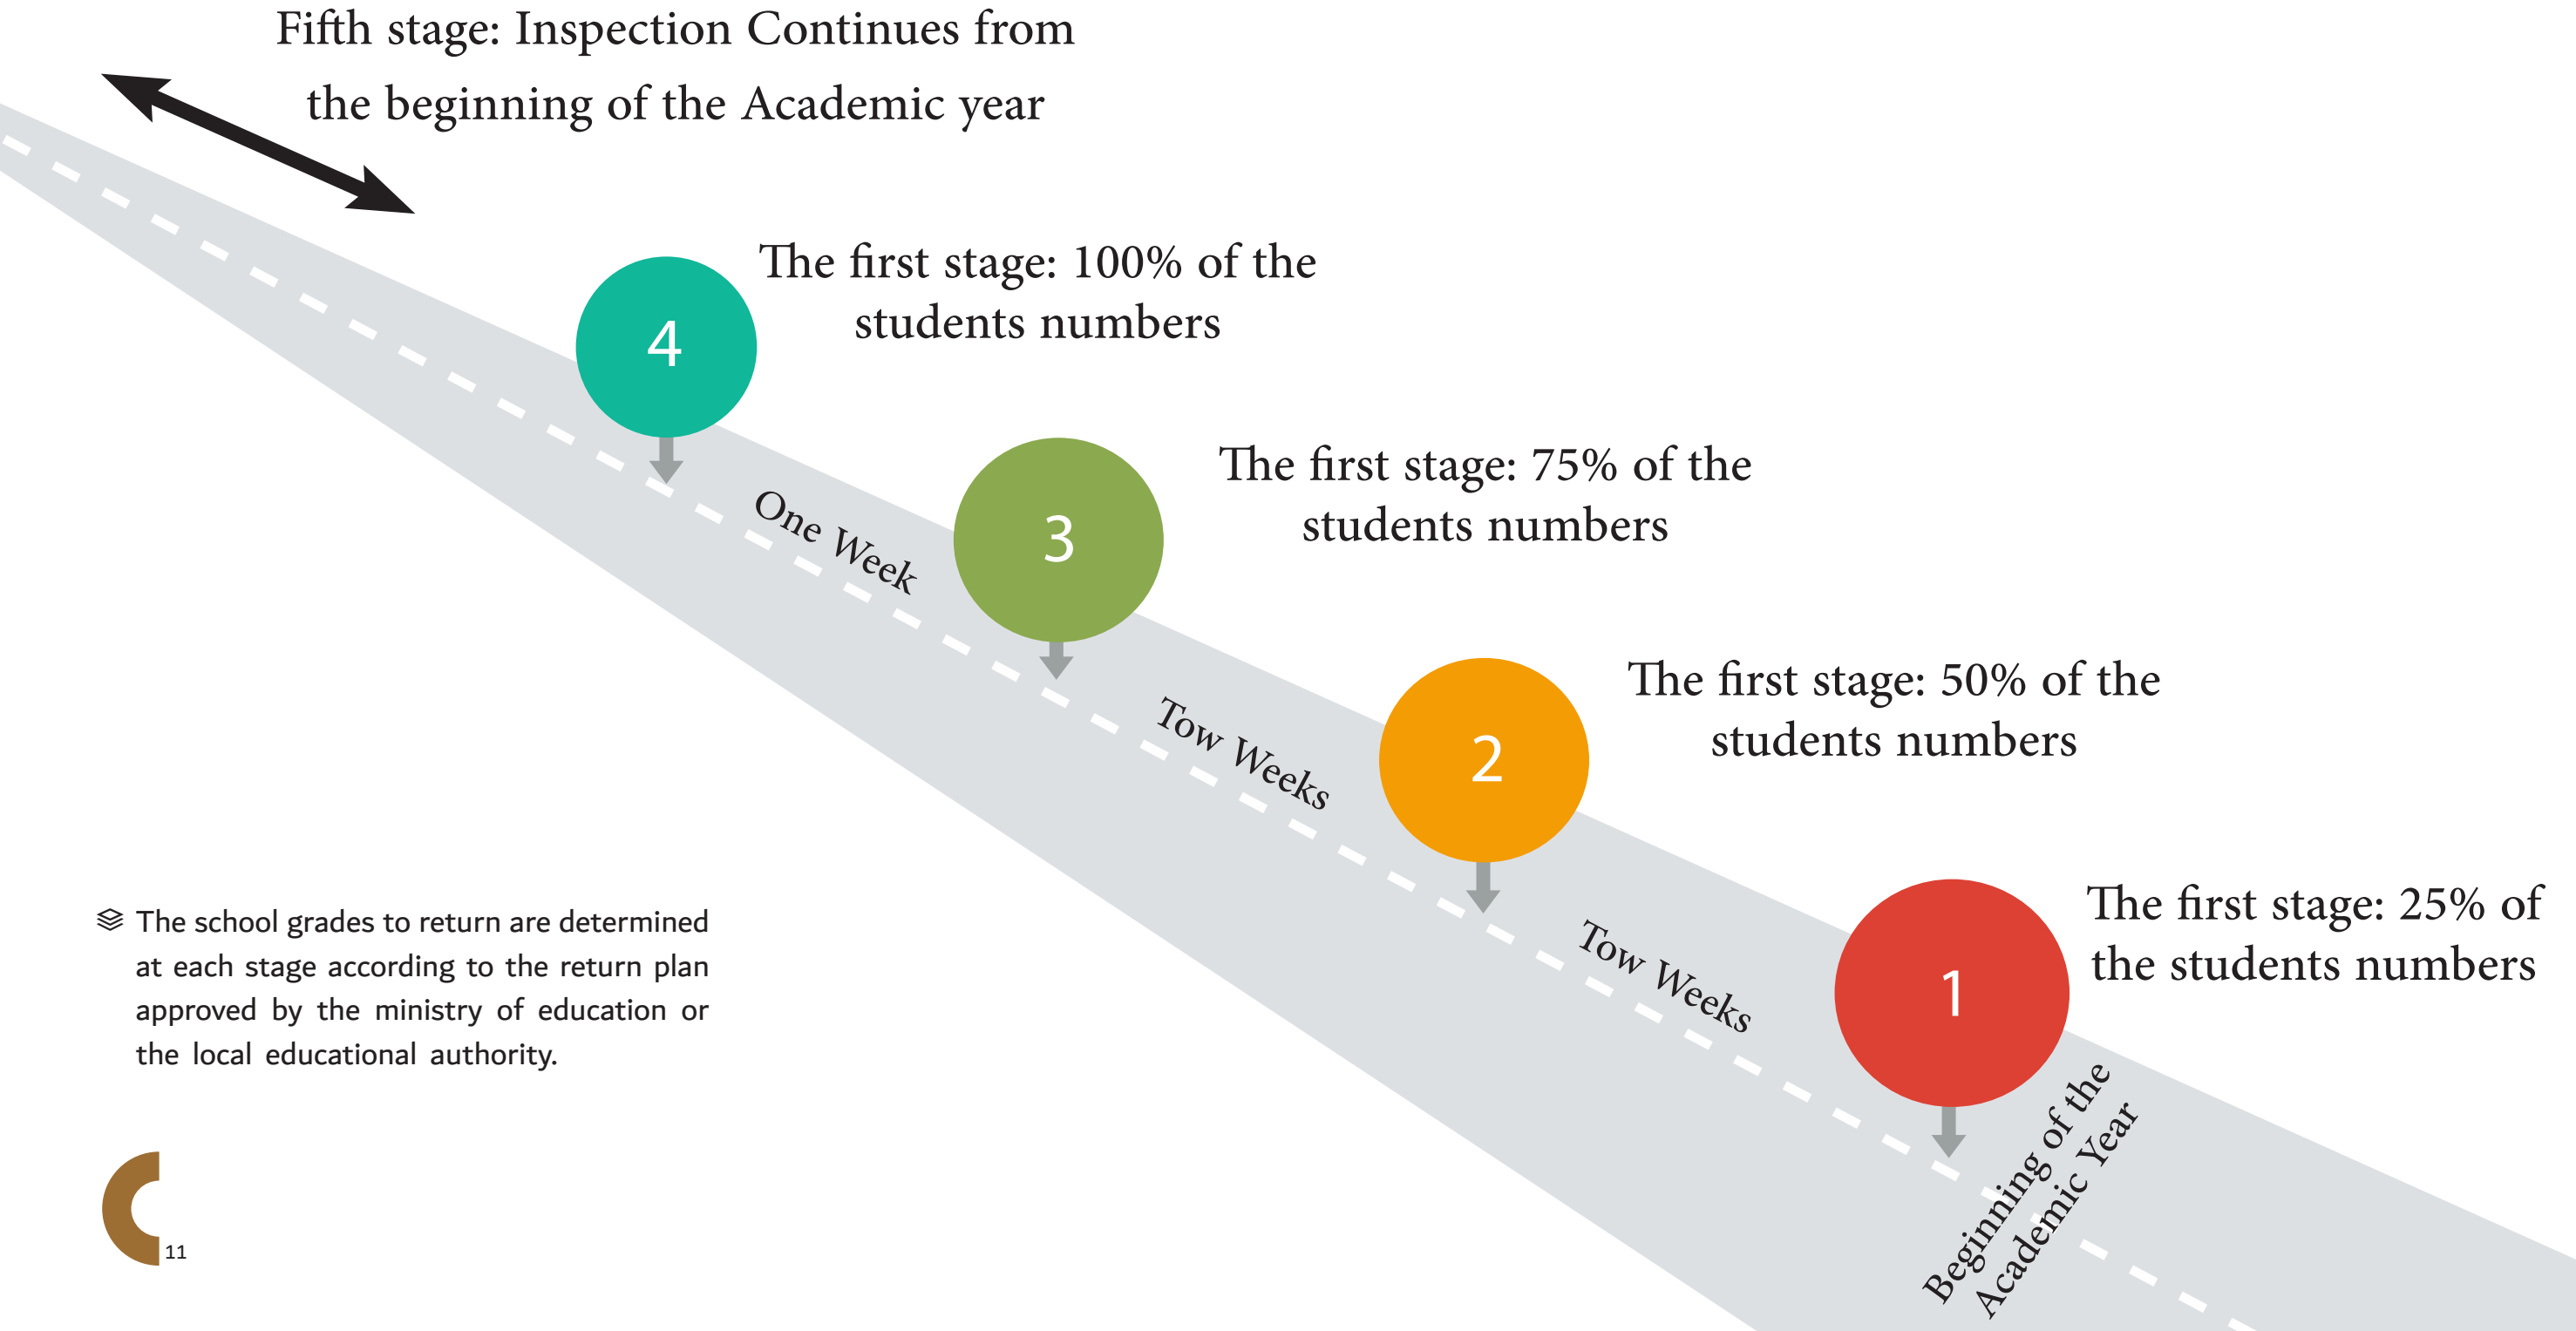 Fifth stage: Inspection Continues from
the beginning of the Academic year
4
The first stage: 100% of the
students numbers
One Week
3
The first stage: 75% of the
students numbers
Tow Weeks
2
The first stage: 50% of the
students numbers
Tow Weeks
1
The first stage: 25% of
the students numbers
Beginning of the
Academic Year
The school grades to return are determined
at each stage according to the return plan
approved by the ministry of education or
the local educational authority.
11